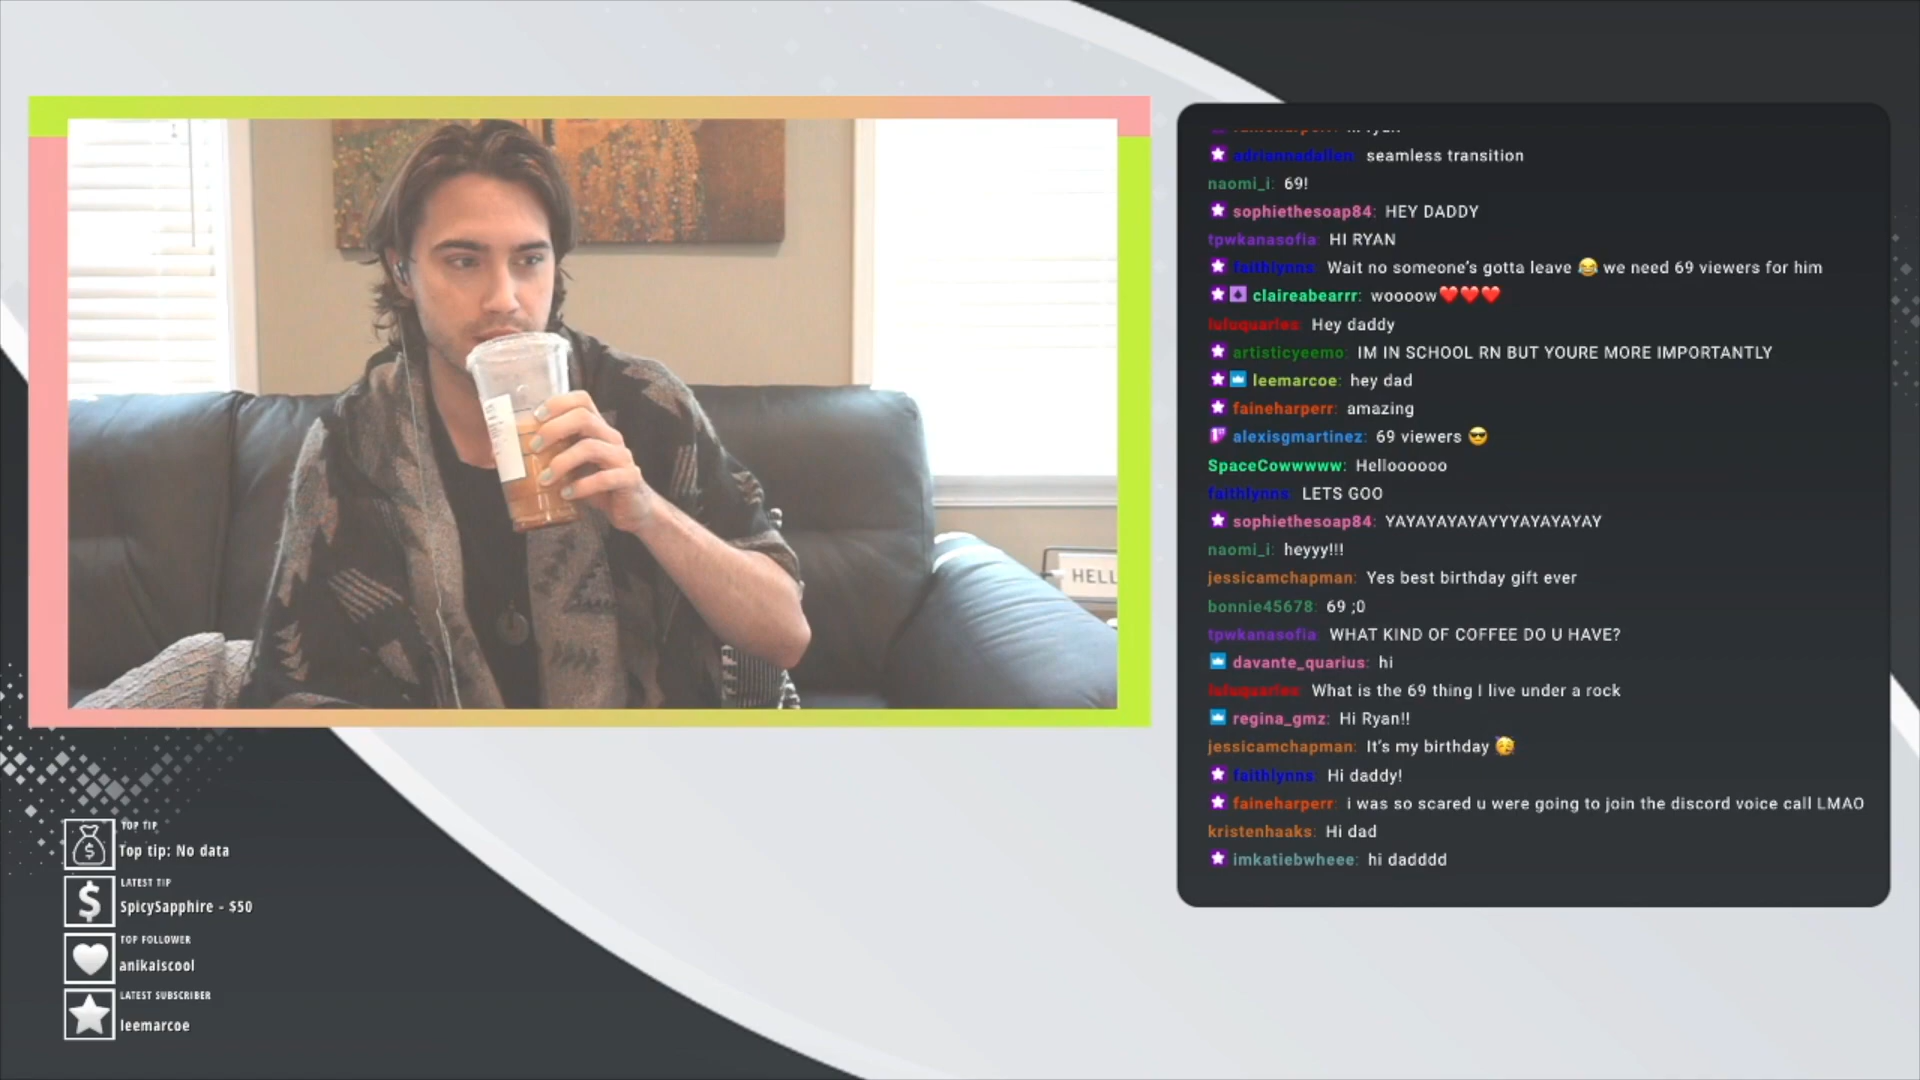 adriannadallen: seamless transition
naomi_i: 69!
sophiethesoap84: HEY DADDY
tpwkanasofia: HI RYAN
faithlynns: Wait no someone's gotta leave 😂 we need 69 viewers for him
claireabearrr: woooow❤️❤️❤️
luluquarles: Hey daddy
artisticyeemo: IM IN SCHOOL RN BUT YOURE MORE IMPORTANTLY
leemarcoe: hey dad
faineharperr: amazing
alexisgmartinez: 69 viewers 😎
SpaceCowwwww: Helloooooo
faithlynns: LETS GOO
sophiethesoap84: YAYAYAYAYAYYYAYAYAYAY
naomi_i: heyyy!!!
jessicamchapman: Yes best birthday gift ever
bonnie45678: 69 ;0
tpwkanasofia: WHAT KIND OF COFFEE DO U HAVE?
davante_quarius: hi
luluquarles: What is the 69 thing I live under a rock
regina_gmz: Hi Ryan!!
jessicamchapman: It's my birthday 🥳
faithlynns: Hi daddy!
faineharperr: i was so scared u were going to join the discord voice call LMAO
kristenhaaks: Hi dad
imkatiebwheee: hi dadddd
HELL
TOP TIP
Top tip: No data
LATEST TIP
SpicySapphire - $50
TOP FOLLOWER
anikaiscool
LATEST SUBSCRIBER
leemarcoe